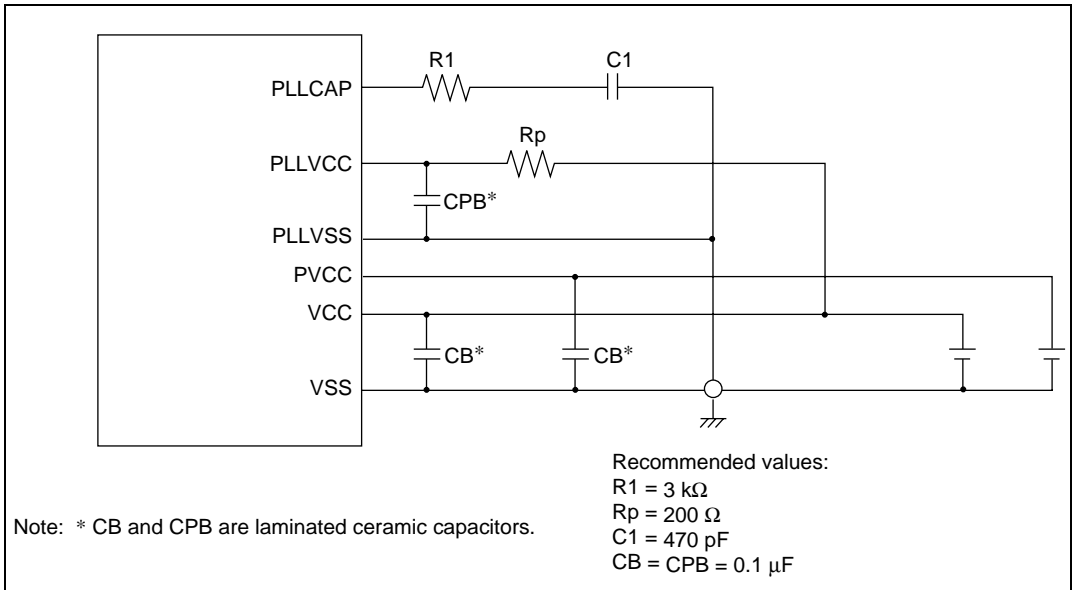 R1
C1
PLLCAP
Rp
PLLVCC
CPB*
PLLVSS
PVCC
VCC
CB*
CB*
VSS
Recommended values:
R1 = 3 kΩ
Rp = 200 Ω
C1 = 470 pF
CB = CPB = 0.1 μF
Note: * CB and CPB are laminated ceramic capacitors.